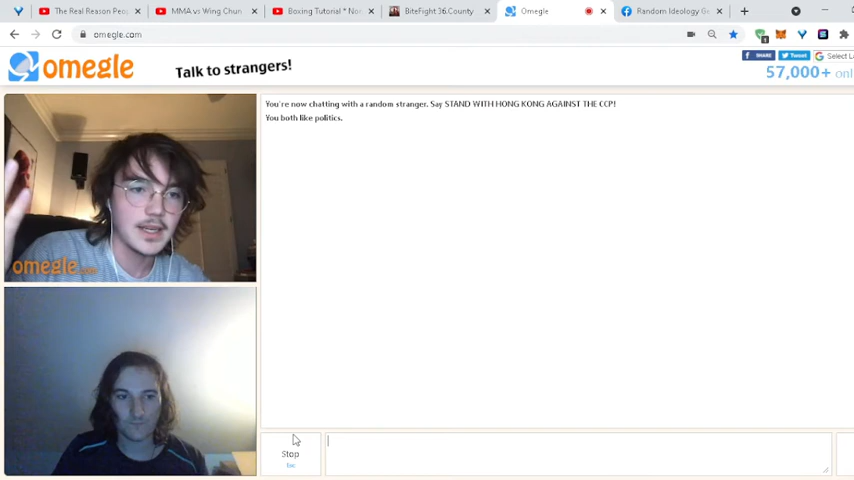 The Real Reason Peo
MMA vs Wing Chun
Boxing Tutorial * No
BiteFight 36.County
Omegle
Random Ideology Ge
omegle.com
omegle
Talk to strangers!
SHARE
Tweet
Select L
57,000+ onl
You're now chatting with a random stranger. Say STAND WITH HONG KONG AGAINST THE CCP!
You both like politics.
omegle.com
Stop
Esc